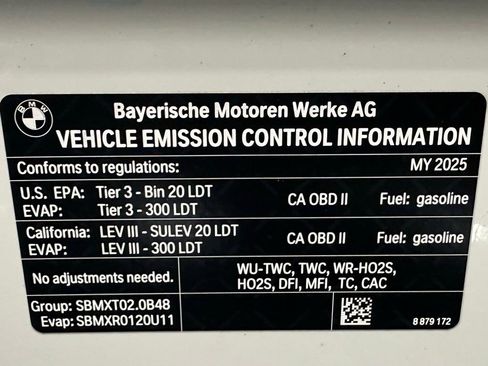 BMW
Bayerische Motoren Werke AG
VEHICLE EMISSION CONTROL INFORMATION
Conforms to regulations: MY 2025
U.S. EPA: Tier 3 - Bin 20 LDT CA OBD II Fuel: gasoline
EVAP: Tier 3 - 300 LDT
California: LEV III - SULEV 20 LDT CA OBD II Fuel: gasoline
EVAP: LEV III - 300 LDT
No adjustments needed. WU-TWC, TWC, WR-HO2S,
HO2S, DFI, MFI, TC, CAC
Group: SBMXT02.0B48
Evap: SBMXR0120U11 8 879 172